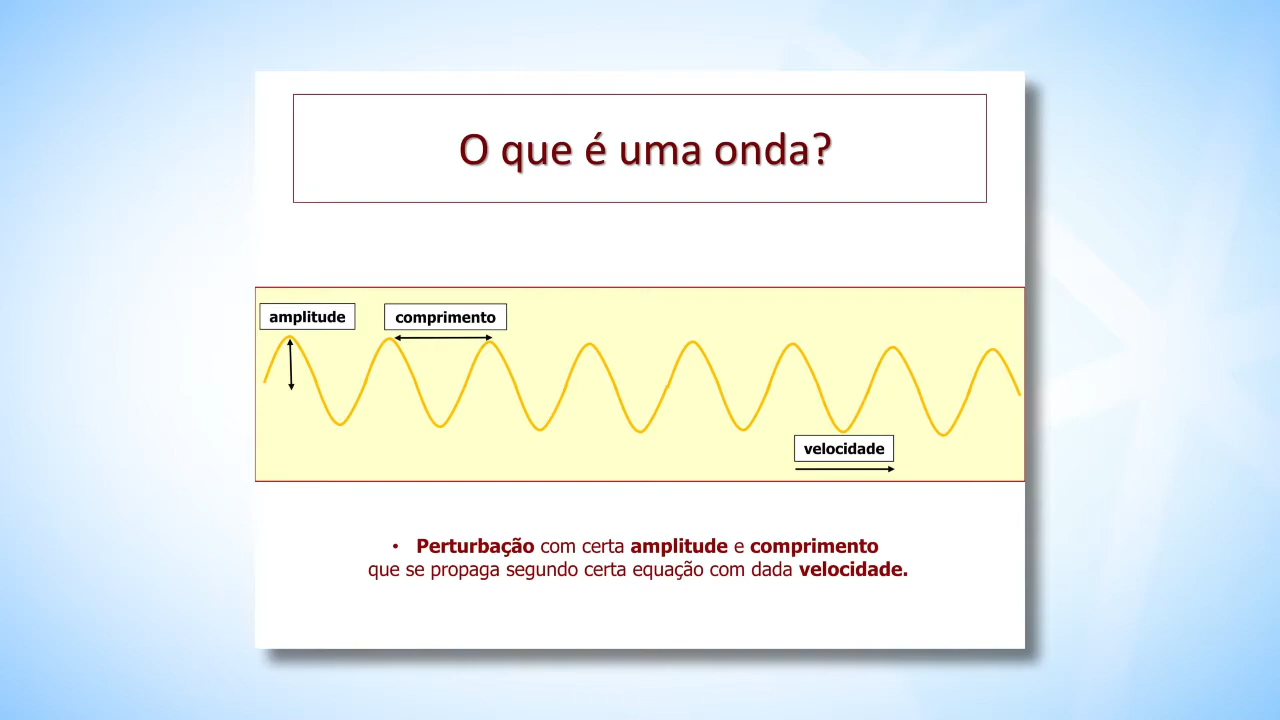 O que é uma onda?
amplitude
comprimento
velocidade
• Perturbação com certa amplitude e comprimento
que se propaga segundo certa equação com dada velocidade.